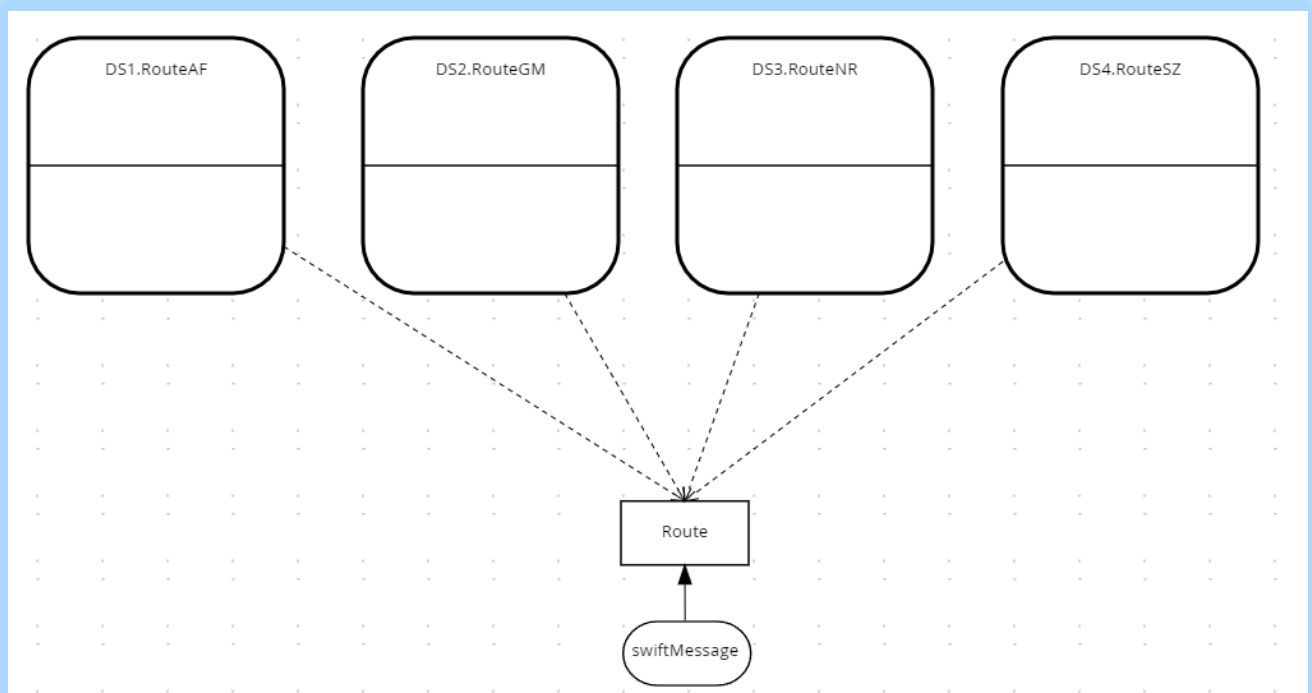 DS1.RouteAF
DS2.RouteGM
DS3.RouteNR
DS4.RouteSZ
Route
swiftMessage